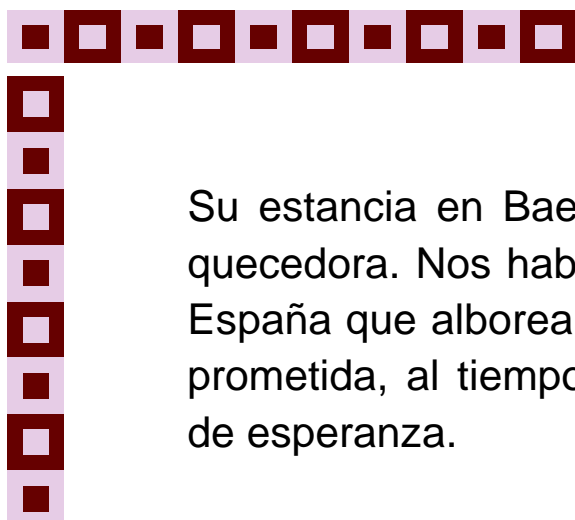 Su estancia en Bae
quecedora. Nos hab
España que alborea
prometida, al tiempo
de esperanza.